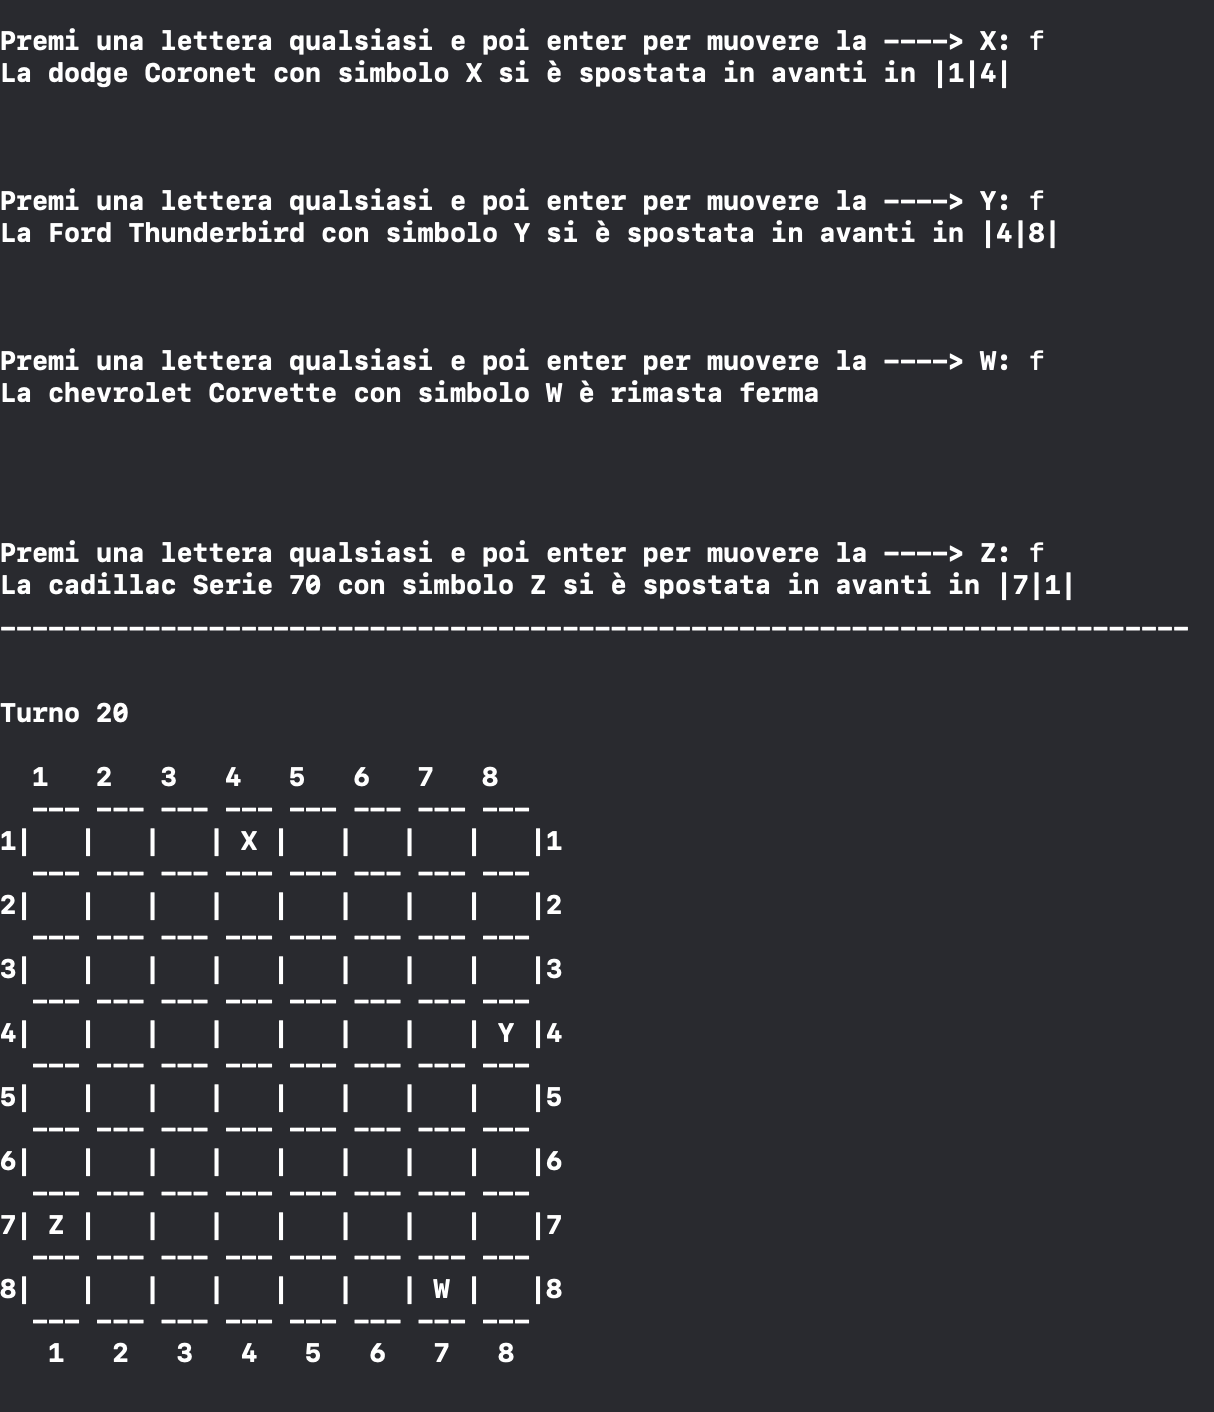 Premi una lettera qualsiasi e poi enter per muovere la ----> X: f
La dodge Coronet con simbolo X si è spostata in avanti in |1|4|
Premi una lettera qualsiasi e poi enter per muovere la ----> Y: f
La Ford Thunderbird con simbolo Y si è spostata in avanti in |4|8|
Premi una lettera qualsiasi e poi enter per muovere la ----> W: f
La chevrolet Corvette con simbolo W è rimasta ferma
Premi una lettera qualsiasi e poi enter per muovere la ----> Z: f
La cadillac Serie 70 con simbolo Z si è spostata in avanti in |7|1|
--------------------------------------------------------------------------
Turno 20
  1   2   3   4   5   6   7   8
  --- --- --- --- --- --- --- ---
1|   |   |   | X |   |   |   |   |1
  --- --- --- --- --- --- --- ---
2|   |   |   |   |   |   |   |   |2
  --- --- --- --- --- --- --- ---
3|   |   |   |   |   |   |   |   |3
  --- --- --- --- --- --- --- ---
4|   |   |   |   |   |   |   | Y |4
  --- --- --- --- --- --- --- ---
5|   |   |   |   |   |   |   |   |5
  --- --- --- --- --- --- --- ---
6|   |   |   |   |   |   |   |   |6
  --- --- --- --- --- --- --- ---
7| Z |   |   |   |   |   |   |   |7
  --- --- --- --- --- --- --- ---
8|   |   |   |   |   |   | W |   |8
  --- --- --- --- --- --- --- ---
   1   2   3   4   5   6   7   8